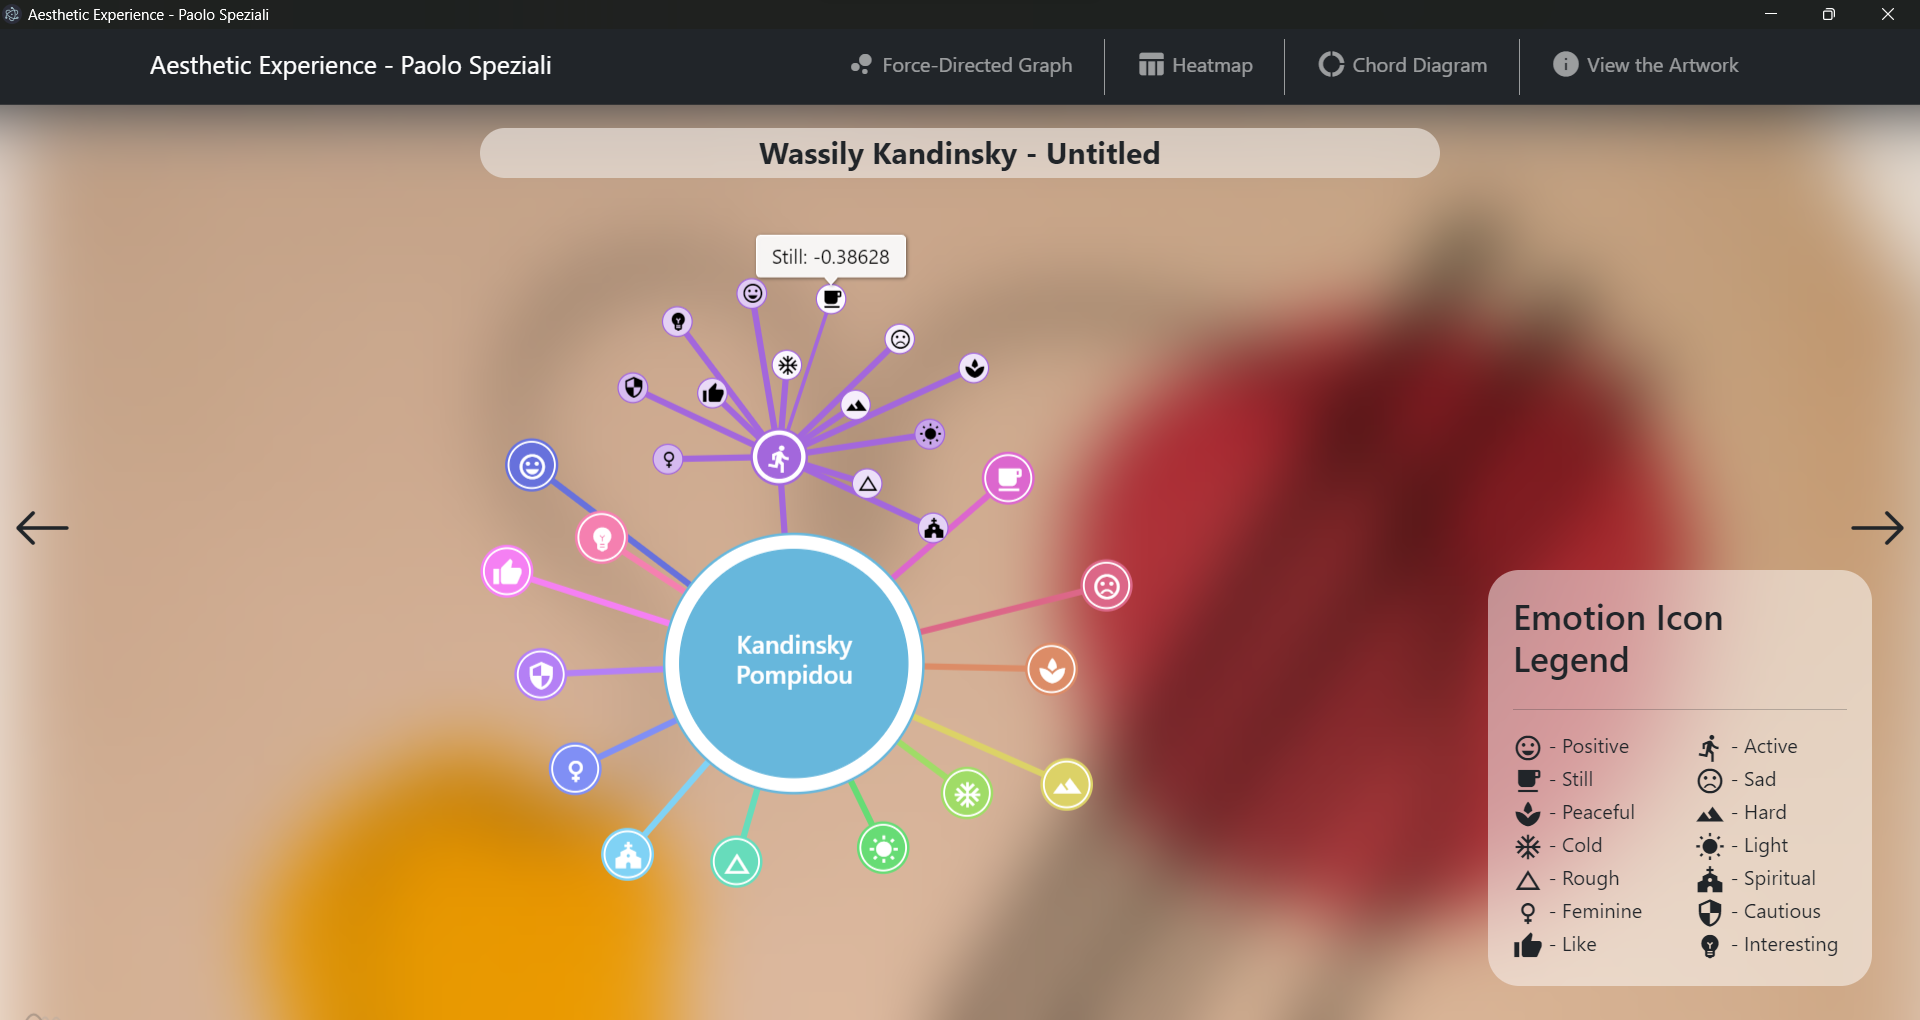 Aesthetic Experience - Paolo Speziali
Aesthetic Experience - Paolo Speziali
Force-Directed Graph
Heatmap
Chord Diagram
View the Artwork
Wassily Kandinsky - Untitled
Still: -0.38628
Kandinsky
Pompidou
Emotion Icon
Legend
- Positive
- Active
- Still
- Sad
- Peaceful
- Hard
- Cold
- Light
- Rough
- Spiritual
- Feminine
- Cautious
- Like
- Interesting